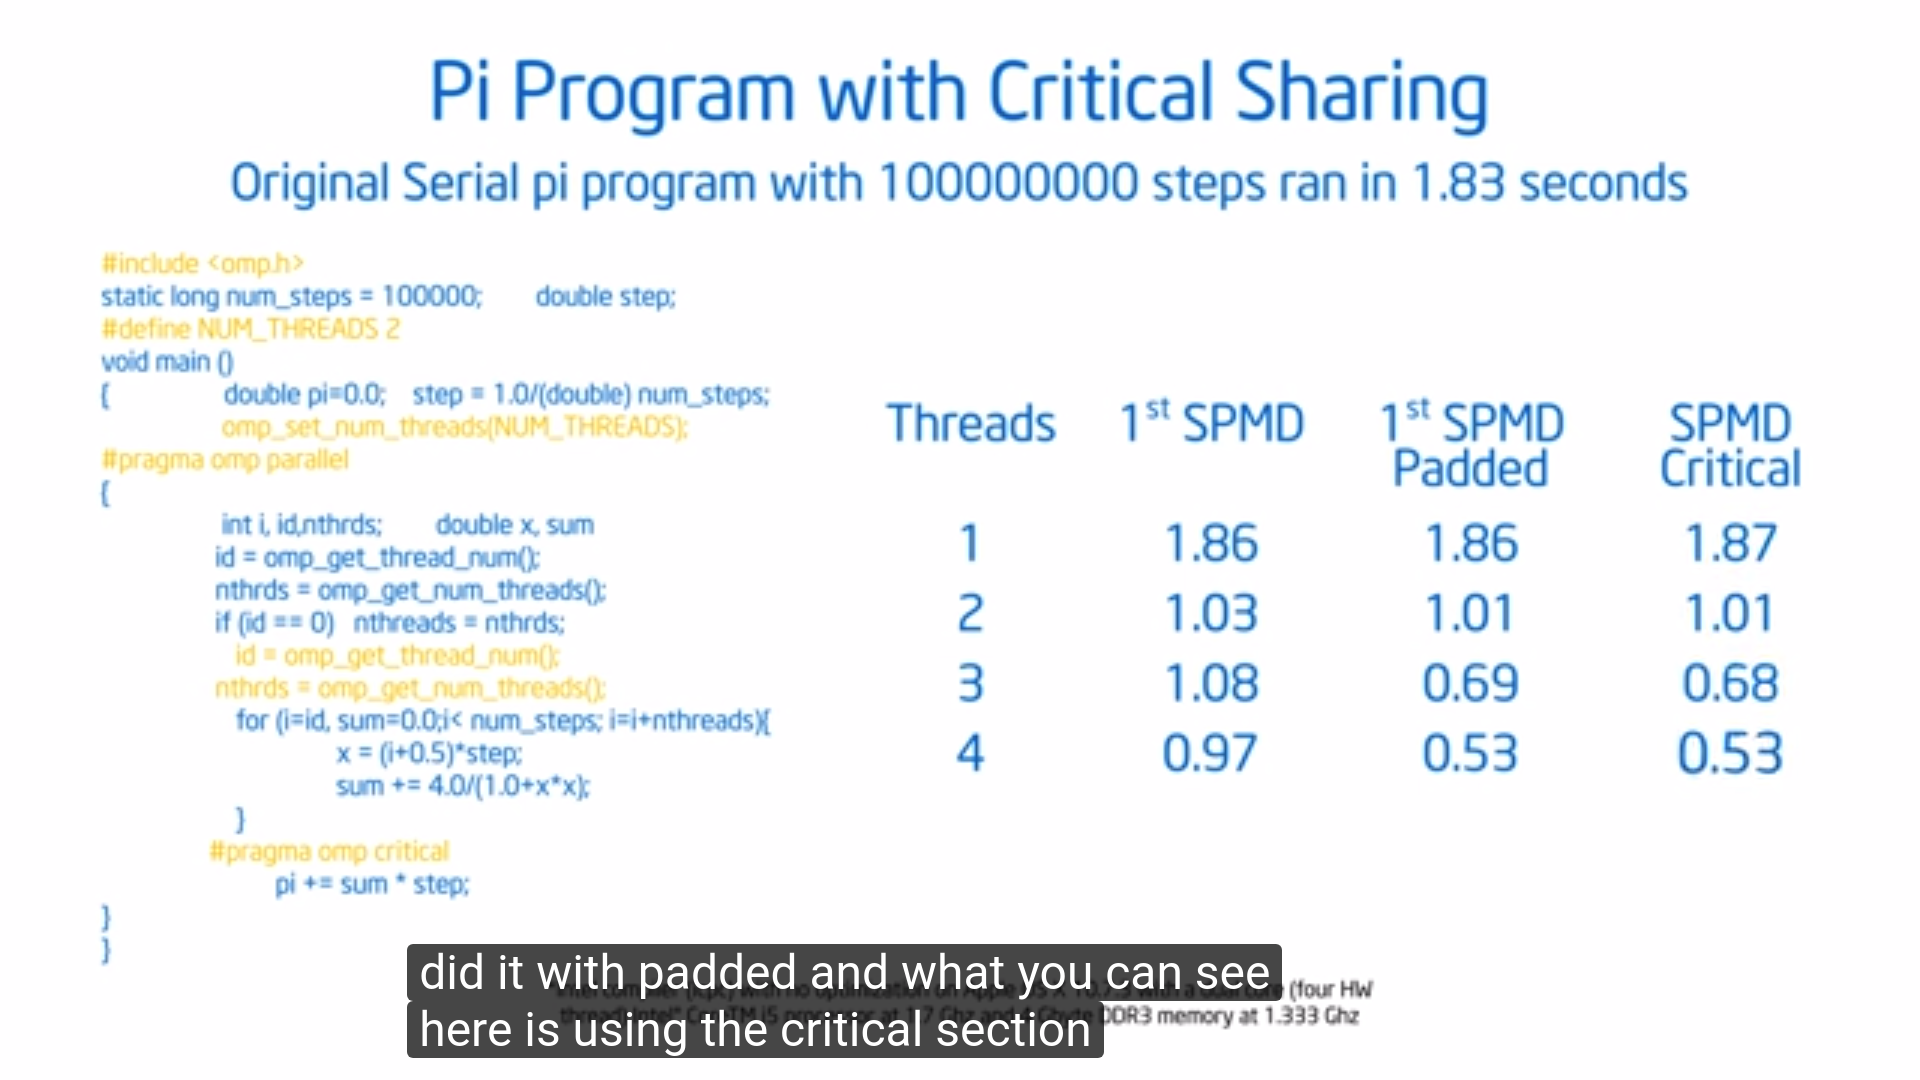 Pi Program with Critical Sharing
Original Serial pi program with 100000000 steps ran in 1.83 seconds
#include <omp.h>
static long num_steps = 100000; double step;
#define NUM_THREADS 2
void main ()
{ double pi=0.0; step = 1.0/(double) num_steps;
omp_set_num_threads(NUM_THREADS);
#pragma omp parallel
{
int i, id,nthrds; double x, sum
id = omp_get_thread_num();
nthrds = omp_get_num_threads();
if (id == 0) nthreads = nthrds;
id = omp_get_thread_num();
nthrds = omp_get_num_threads();
for (i=id, sum=0.0;i< num_steps; i=i+nthreads){
x = (i+0.5)*step;
sum += 4.0/(1.0+x*x);
}
#pragma omp critical
pi += sum * step;
}
}
Threads 1st SPMD 1st SPMD Padded SPMD Critical
1 1.86 1.86 1.87
2 1.03 1.01 1.01
3 1.08 0.69 0.68
4 0.97 0.53 0.53
(four HW
DDR3 memory at 1.333 Ghz
did it with padded and what you can see
here is using the critical section